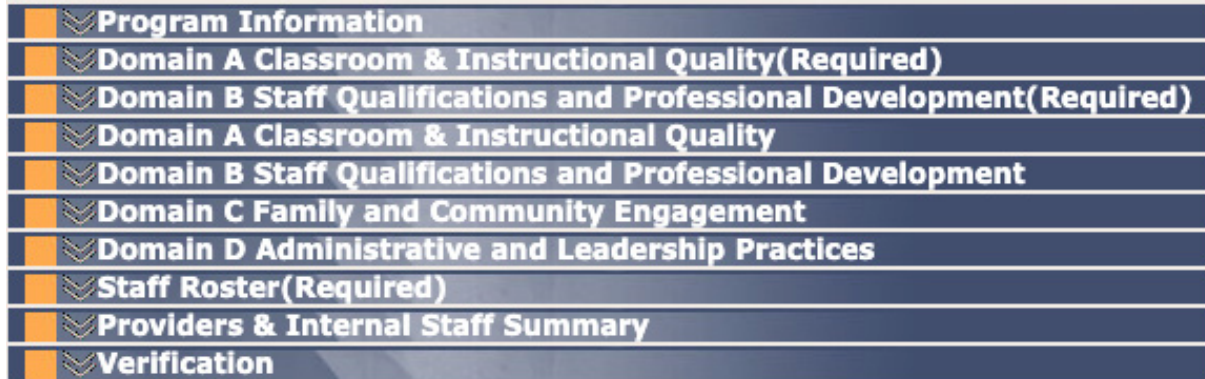 Program Information
Domain A Classroom & Instructional Quality(Required)
Domain B Staff Qualifications and Professional Development(Required)
Domain A Classroom & Instructional Quality
Domain B Staff Qualifications and Professional Development
Domain C Family and Community Engagement
Domain D Administrative and Leadership Practices
Staff Roster(Required)
Providers & Internal Staff Summary
Verification